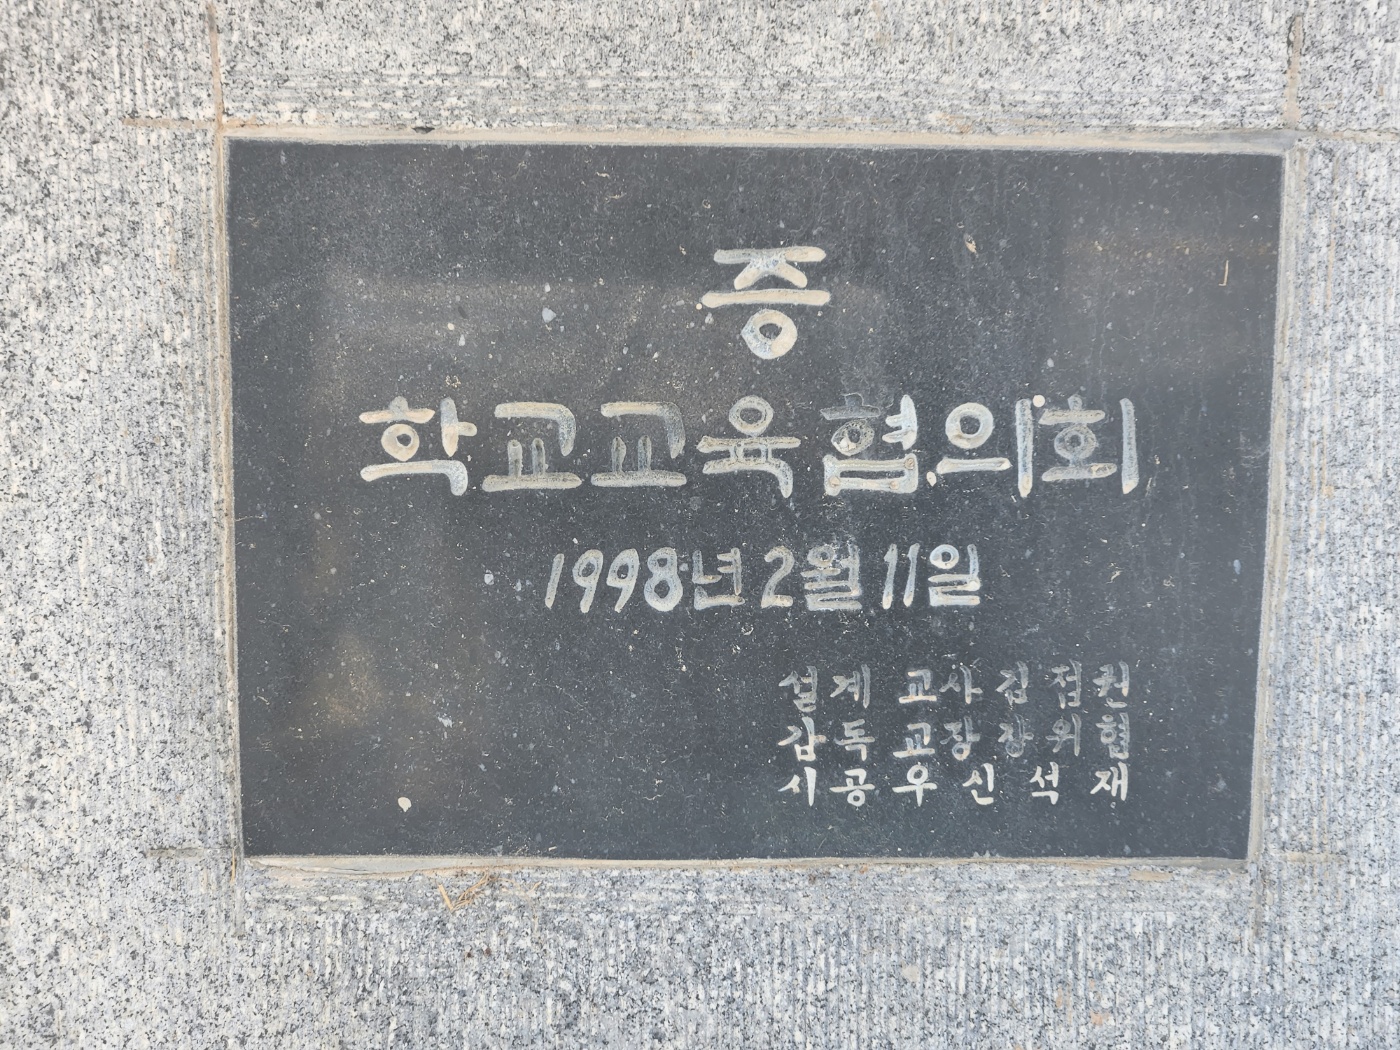 증
학교교육협의회
1998년 2월 11일
설계 교사 김점권
감독 교장 장위협
시공 우신석재